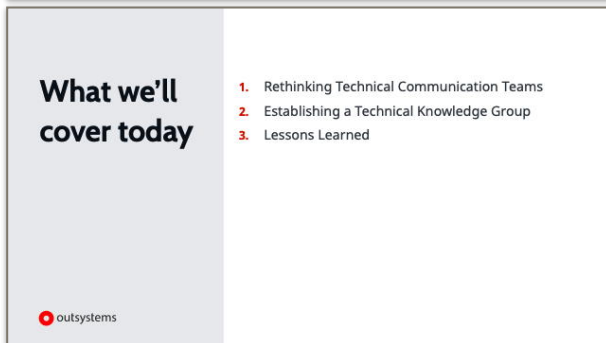 What we'll
cover today
1. Rethinking Technical Communication Teams
2. Establishing a Technical Knowledge Group
3. Lessons Learned
outsystems